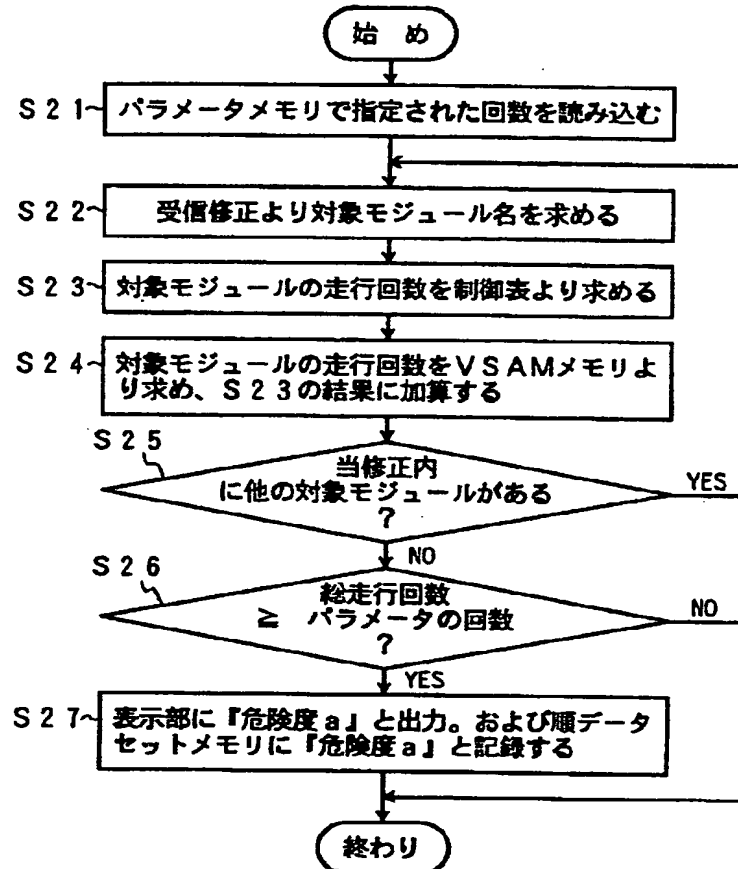 始 め
S21 パラメータメモリで指定された回数を読み込む
S22 受信修正より対象モジュール名を求める
S23 対象モジュールの走行回数を制御表より求める
S24 対象モジュールの走行回数をVSAMメモリよ
り求め、S23の結果に加算する
S25
当修正内
に他の対象モジュールがある
?
YES
NO
S26
総走行回数
≧ パラメータの回数
?
NO
YES
S27 表示部に『危険度a』と出力。および順データ
セットメモリに『危険度a』と記録する
終わり